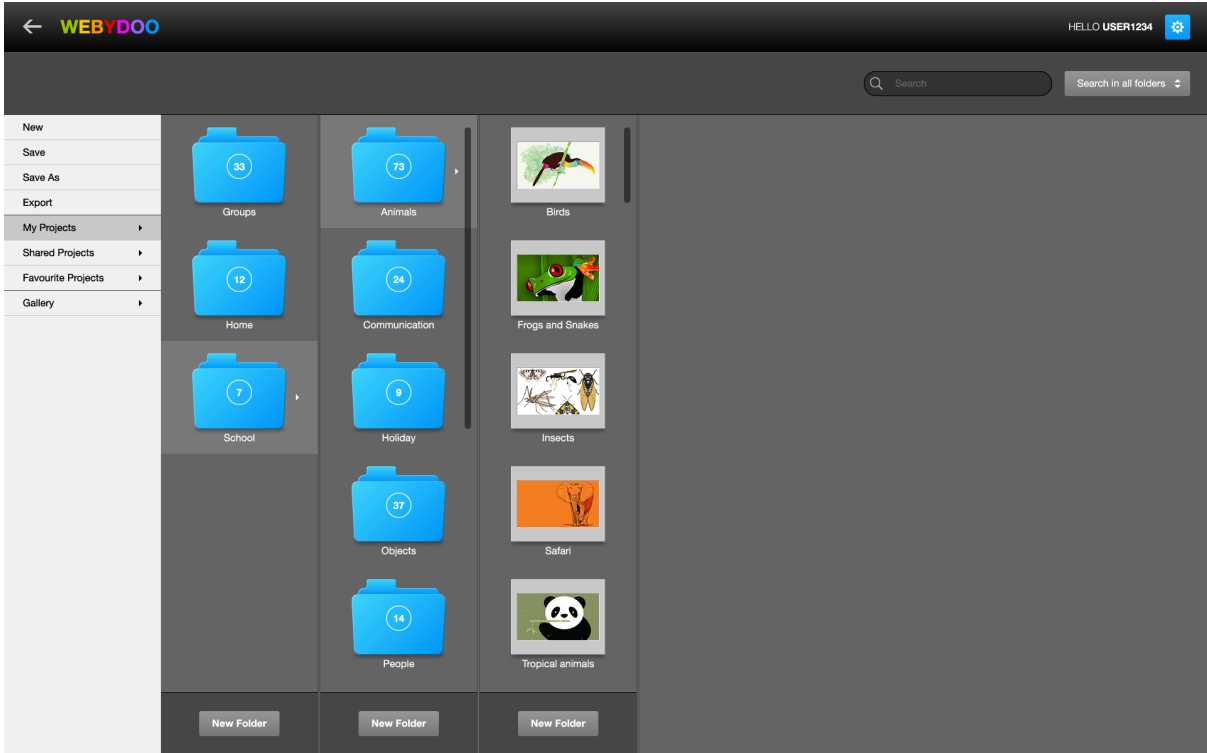 WEBYDOO
HELLO USER1234
Search
Search in all folders
New
Save
Save As
Export
My Projects
Shared Projects
Favourite Projects
Gallery
33
Groups
12
Home
7
School
New Folder
73
Animals
24
Communication
9
Holiday
37
Objects
14
People
New Folder
Birds
Frogs and Snakes
Insects
Safari
Tropical animals
New Folder